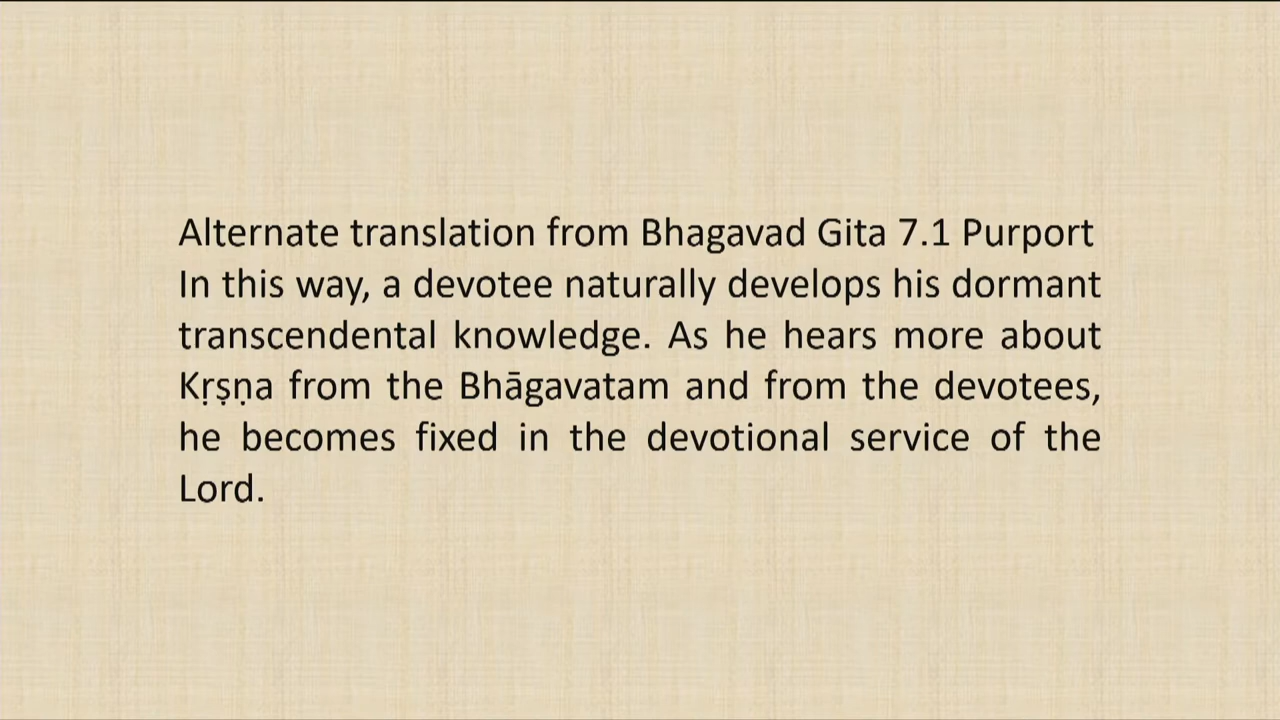 Alternate translation from Bhagavad Gita 7.1 Purport
In this way, a devotee naturally develops his dormant
transcendental knowledge. As he hears more about
Kṛṣṇa from the Bhāgavatam and from the devotees,
he becomes fixed in the devotional service of the
Lord.